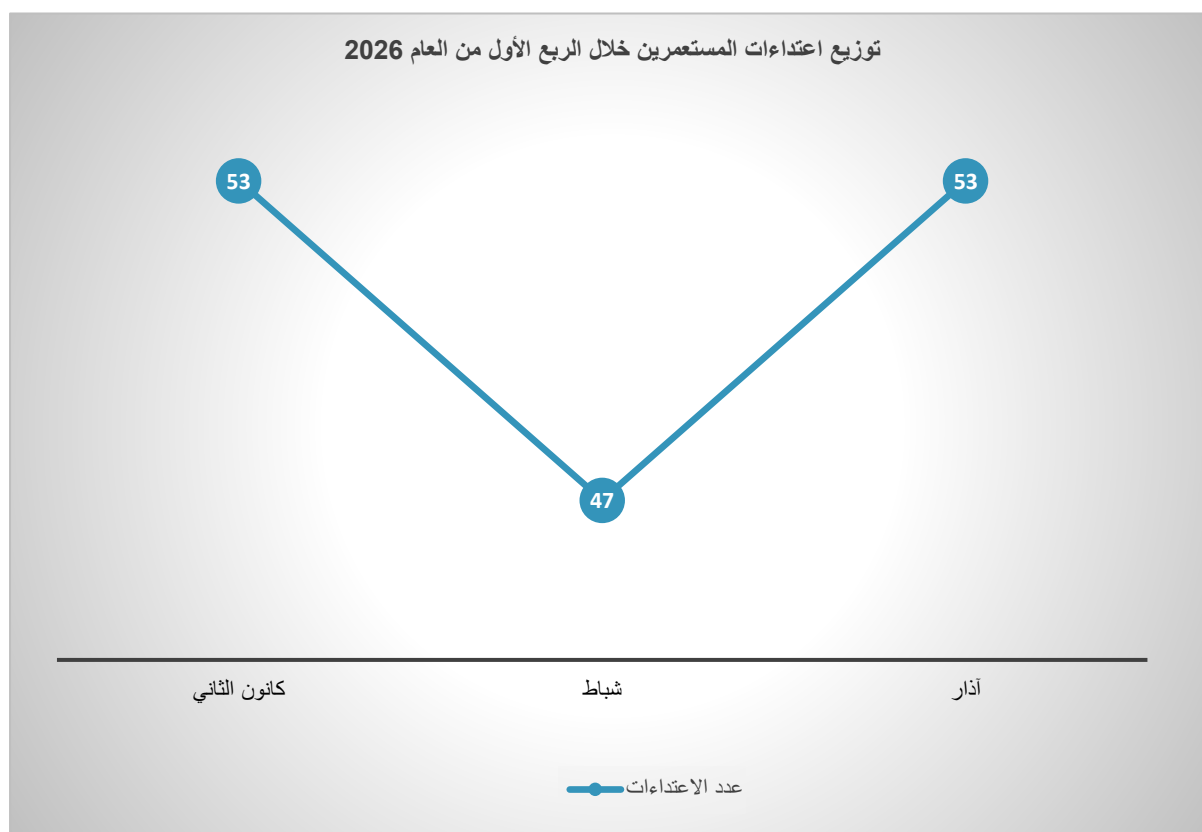 توزيع اعتداءات المستعمرين خلال الربع الأول من العام 2026
53
53
47
كانون الثاني
شباط
آذار
عدد الاعتداءات